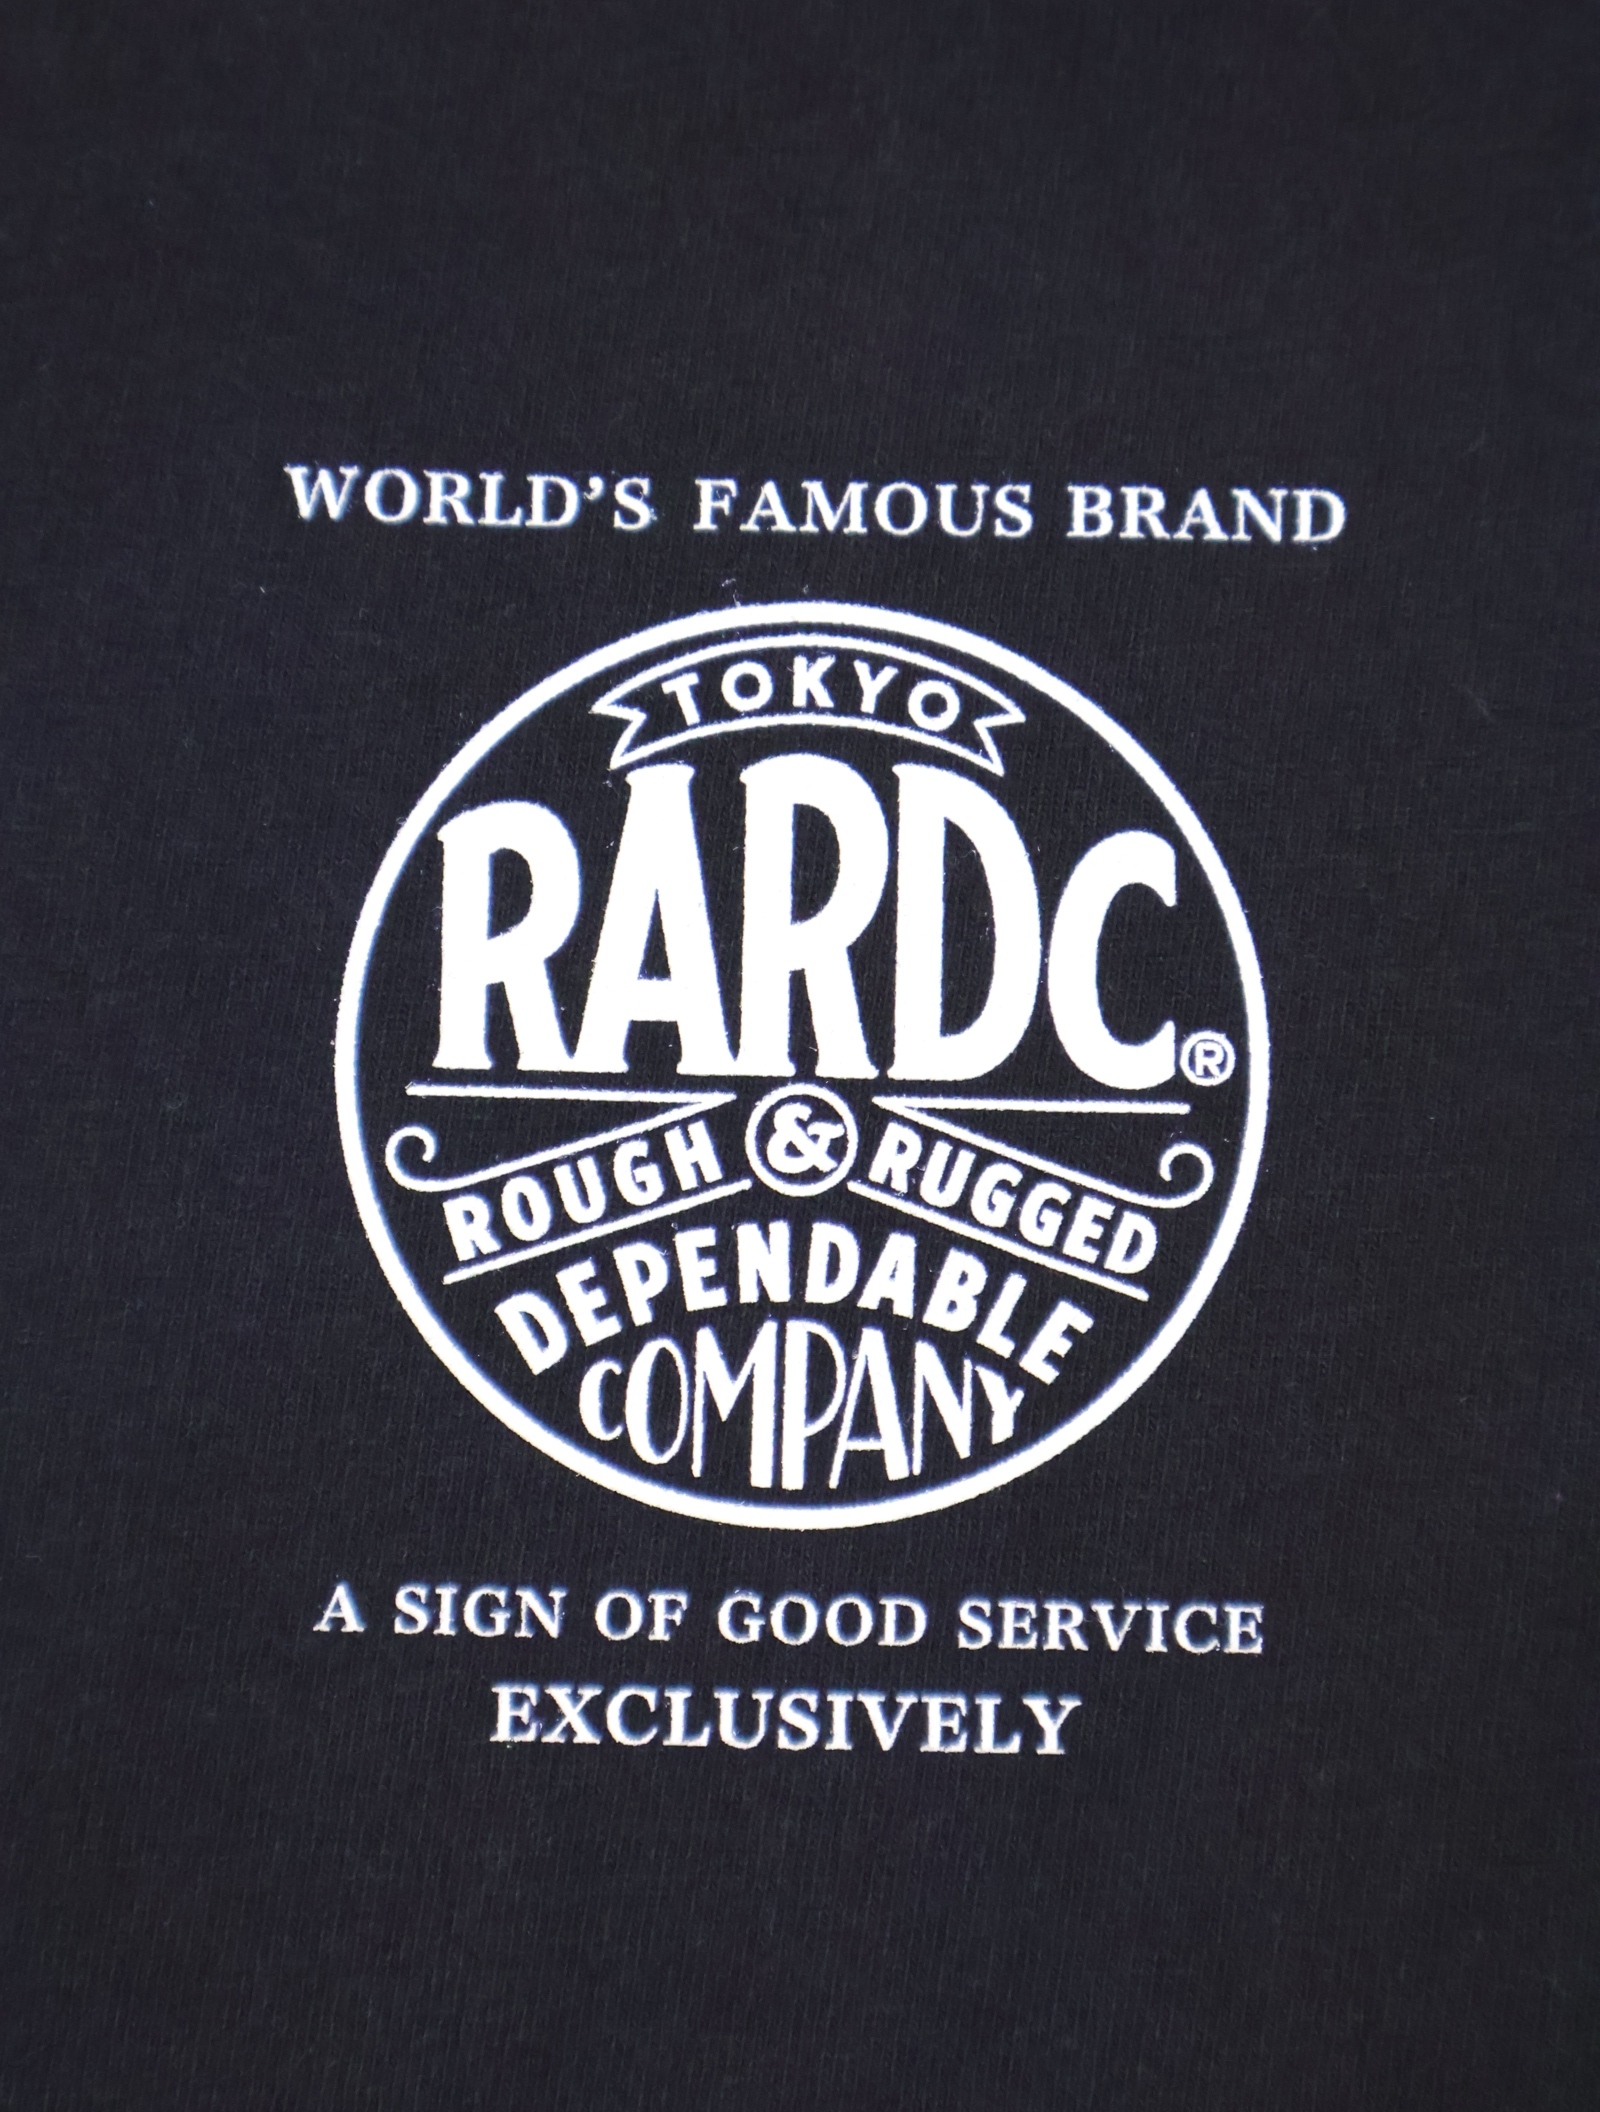 WORLD'S FAMOUS BRAND
TOKYO
RARDC®
ROUGH & RUGGED
DEPENDABLE
COMPANY
A SIGN OF GOOD SERVICE
EXCLUSIVELY